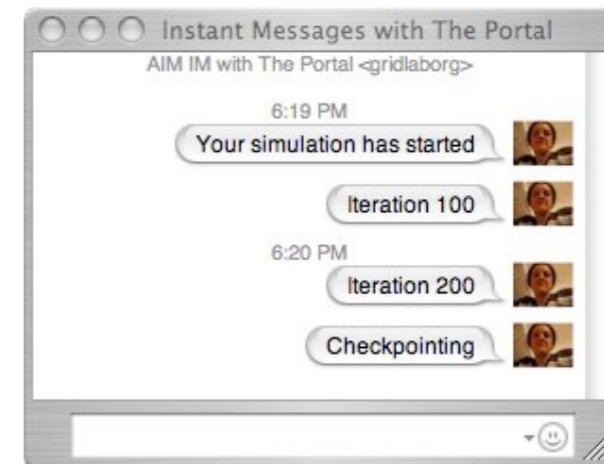 Instant Messages with The Portal
AIM IM with The Portal <gridlaborg>
6:19 PM
Your simulation has started
Iteration 100
6:20 PM
Iteration 200
Checkpointing